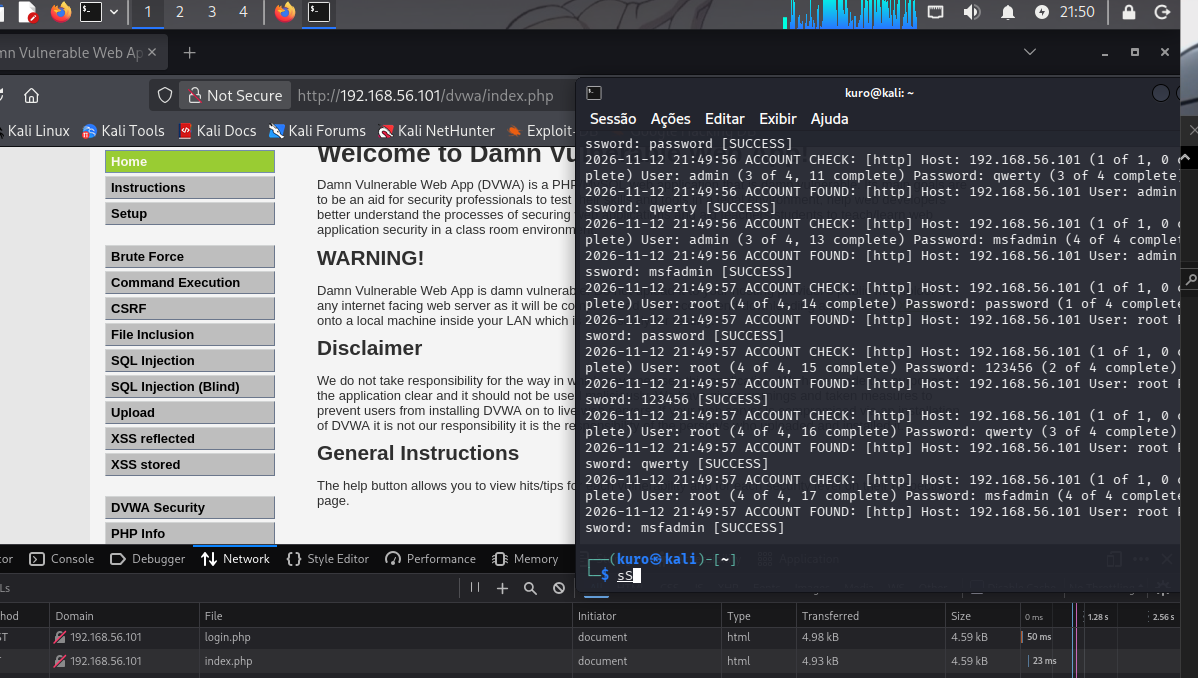 1 2 3 4
21:50
mn Vulnerable Web Ap
Not Secure http://192.168.56.101/dvwa/index.php
Kali Linux Kali Tools Kali Docs Kali Forums Kali NetHunter Exploit-
Home
Instructions
Setup
Brute Force
Command Execution
CSRF
File Inclusion
SQL Injection
SQL Injection (Blind)
Upload
XSS reflected
XSS stored
DVWA Security
PHP Info
Welcome to Damn Vu
Damn Vulnerable Web App (DVWA) is a PHP
to be an aid for security professionals to test
better understand the processes of securing
application security in a class room environm
WARNING!
Damn Vulnerable Web App is damn vulnerab
any internet facing web server as it will be co
onto a local machine inside your LAN which i
Disclaimer
We do not take responsibility for the way in w
the application clear and it should not be use
prevent users from installing DVWA on to live
of DVWA it is not our responsibility it is the re
General Instructions
The help button allows you to view hits/tips fo
page.
kuro@kali: ~
Sessão Ações Editar Exibir Ajuda
ssword: password [SUCCESS]
2026-11-12 21:49:56 ACCOUNT CHECK: [http] Host: 192.168.56.101 (1 of 1, 0 c
plete) User: admin (3 of 4, 11 complete) Password: qwerty (3 of 4 complete
2026-11-12 21:49:56 ACCOUNT FOUND: [http] Host: 192.168.56.101 User: admin
ssword: qwerty [SUCCESS]
2026-11-12 21:49:56 ACCOUNT CHECK: [http] Host: 192.168.56.101 (1 of 1, 0 c
plete) User: admin (3 of 4, 13 complete) Password: msfadmin (4 of 4 complet
2026-11-12 21:49:56 ACCOUNT FOUND: [http] Host: 192.168.56.101 User: admin
ssword: msfadmin [SUCCESS]
2026-11-12 21:49:57 ACCOUNT CHECK: [http] Host: 192.168.56.101 (1 of 1, 0 c
plete) User: root (4 of 4, 14 complete) Password: password (1 of 4 complete
2026-11-12 21:49:57 ACCOUNT FOUND: [http] Host: 192.168.56.101 User: root P
sword: password [SUCCESS]
2026-11-12 21:49:57 ACCOUNT CHECK: [http] Host: 192.168.56.101 (1 of 1, 0 c
plete) User: root (4 of 4, 15 complete) Password: 123456 (2 of 4 complete)
2026-11-12 21:49:57 ACCOUNT FOUND: [http] Host: 192.168.56.101 User: root P
sword: 123456 [SUCCESS]
2026-11-12 21:49:57 ACCOUNT CHECK: [http] Host: 192.168.56.101 (1 of 1, 0 c
plete) User: root (4 of 4, 16 complete) Password: qwerty (3 of 4 complete)
2026-11-12 21:49:57 ACCOUNT FOUND: [http] Host: 192.168.56.101 User: root P
sword: qwerty [SUCCESS]
2026-11-12 21:49:57 ACCOUNT CHECK: [http] Host: 192.168.56.101 (1 of 1, 0 c
plete) User: root (4 of 4, 17 complete) Password: msfadmin (4 of 4 complete
2026-11-12 21:49:57 ACCOUNT FOUND: [http] Host: 192.168.56.101 User: root P
sword: msfadmin [SUCCESS]
┌──(kuro㉿kali)-[~]
└─$ sS
tor Console Debugger Network Style Editor Performance Memory Application
Ls
hod Domain File Initiator Type Transferred Size 0 ms 1.28 s 2.56 s
ST 192.168.56.101 login.php document html 4.98 kB 4.59 kB 50 ms
T 192.168.56.101 index.php document html 4.93 kB 4.59 kB 23 ms